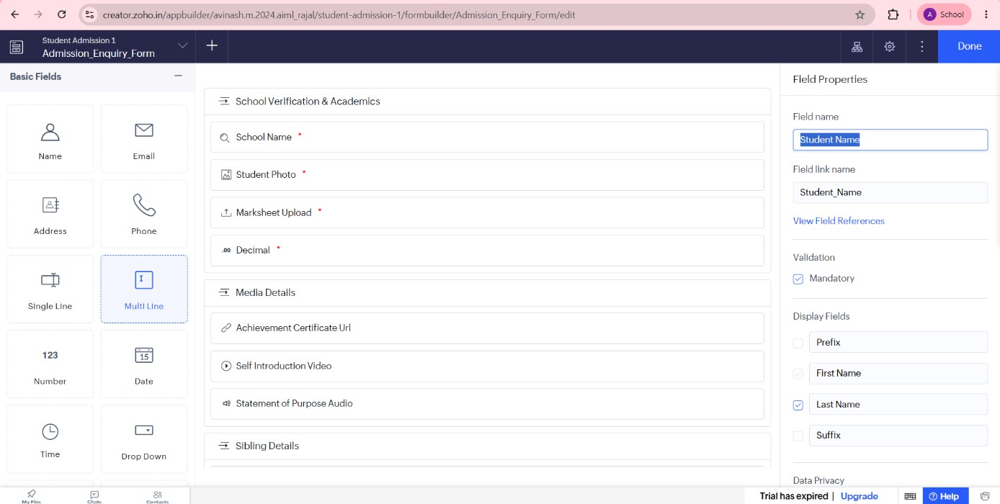 creator.zoho.in/appbuilder/avinash.m.2024.aiml_rajal/student-admission-1/formbuilder/Admission_Enquiry_Form/edit
A
School
Student Admission 1
Admission_Enquiry_Form
Done
Basic Fields
Name
Email
Address
Phone
Single Line
Multi Line
123
Number
15
Date
Time
Drop Down
School Verification & Academics
School Name *
Student Photo *
Marksheet Upload *
.00 Decimal *
Media Details
Achievement Certificate Url
Self Introduction Video
Statement of Purpose Audio
Sibling Details
Field Properties
Field name
Student Name
Field link name
Student_Name
View Field References
Validation
Mandatory
Display Fields
Prefix
First Name
Last Name
Suffix
Data Privacy
My Pins
Chats
Contacts
Trial has expired | Upgrade
Help